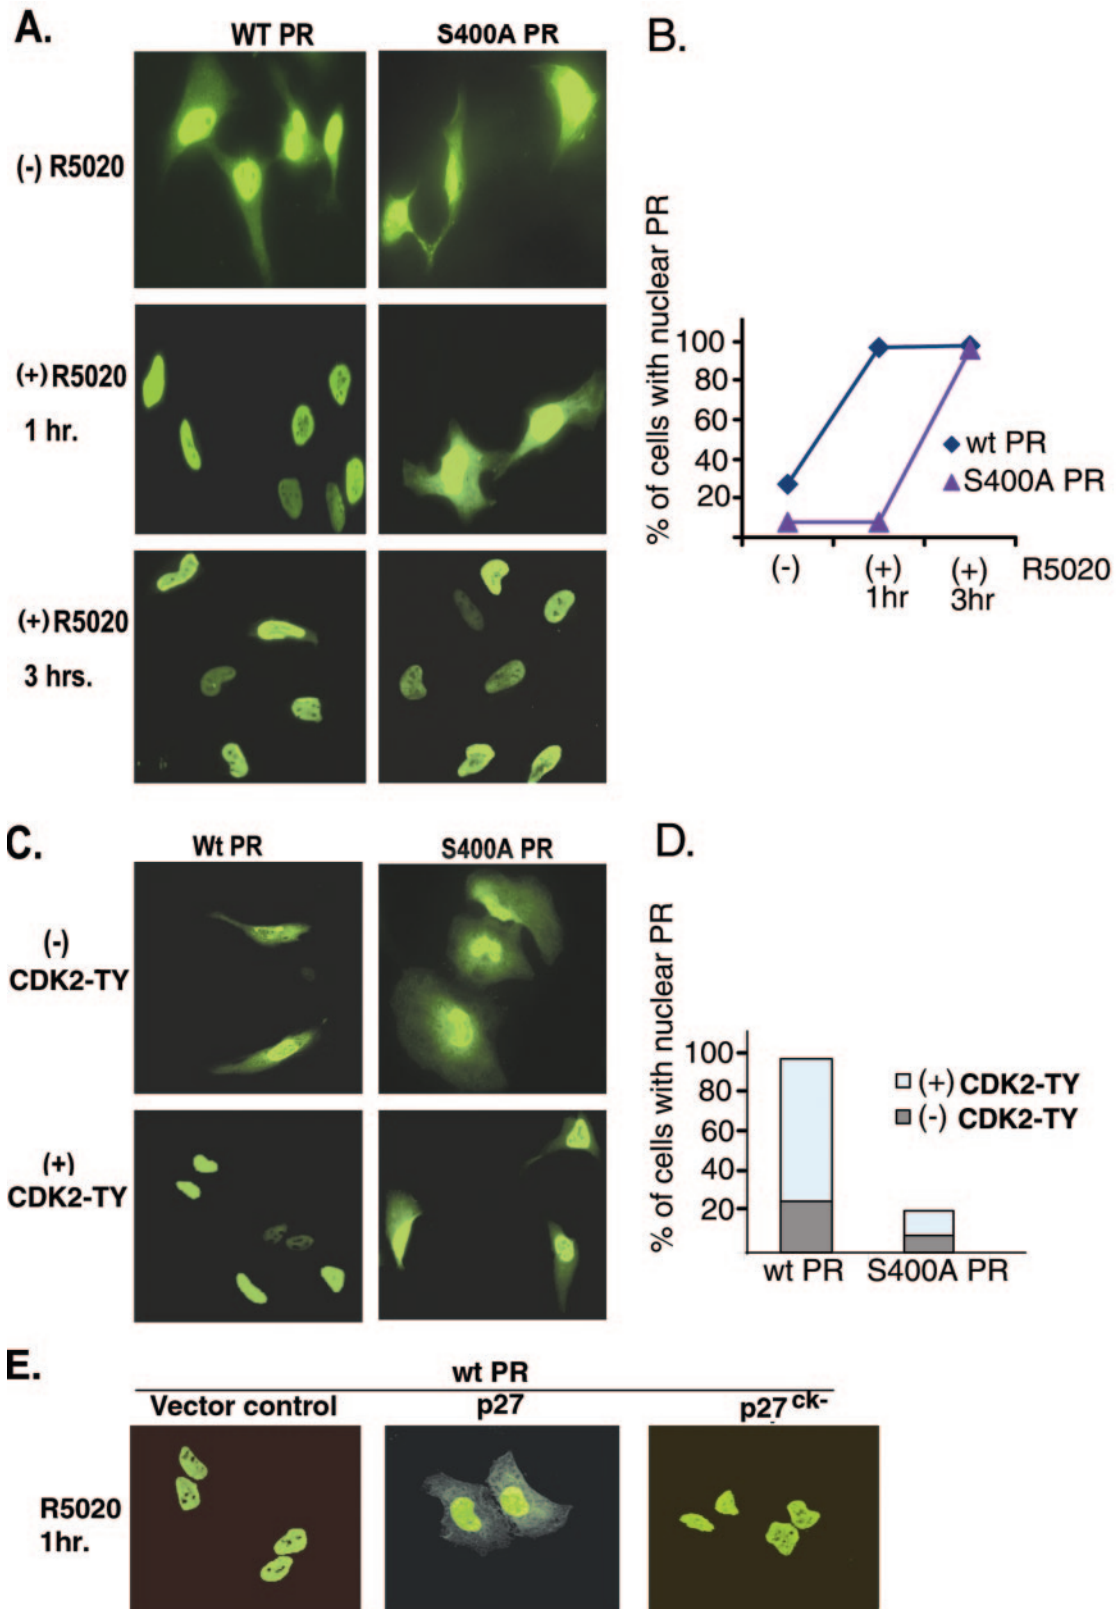 A.
WT PR S400A PR
(-) R5020
(+) R5020
1 hr.
(+) R5020
3 hrs.
B.
% of cells with nuclear PR
100
80
60
40
20
wt PR
S400A PR
(-) (+) (+) R5020
1hr 3hr
C.
Wt PR S400A PR
(-)
CDK2-TY
(+)
CDK2-TY
D.
% of cells with nuclear PR
100
80
60
40
20
(+) CDK2-TY
(-) CDK2-TY
wt PR S400A PR
E.
wt PR
Vector control p27 p27ck-
R5020
1hr.